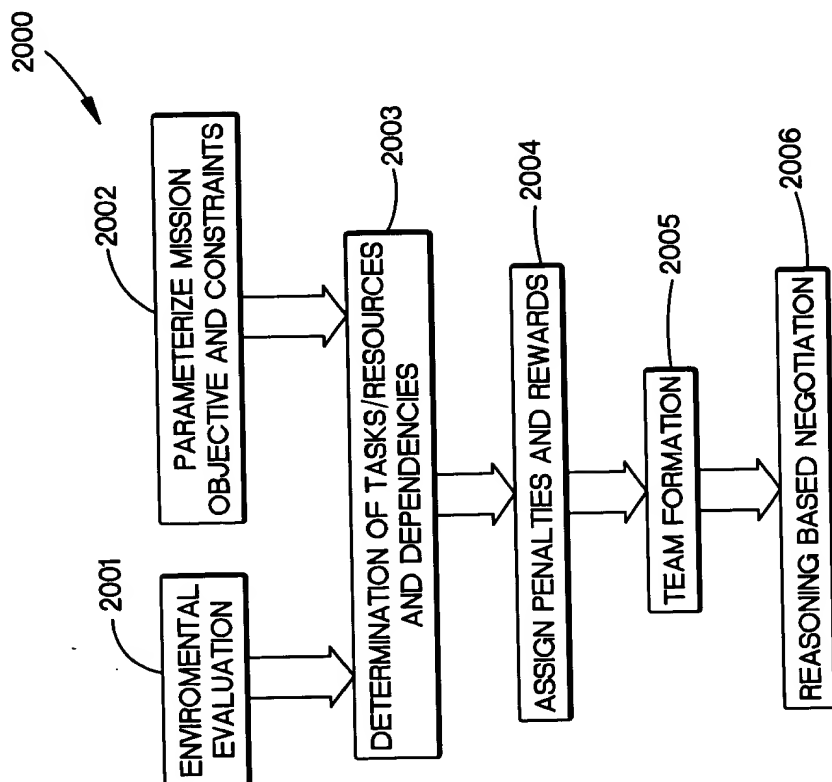 2000
2001
ENVIROMENTAL
EVALUATION
2002
PARAMETERIZE MISSION
OBJECTIVE AND CONSTRAINTS
2003
DETERMINATION OF TASKS/RESOURCES
AND DEPENDENCIES
2004
ASSIGN PENALTIES AND REWARDS
2005
TEAM FORMATION
2006
REASONING BASED NEGOTIATION